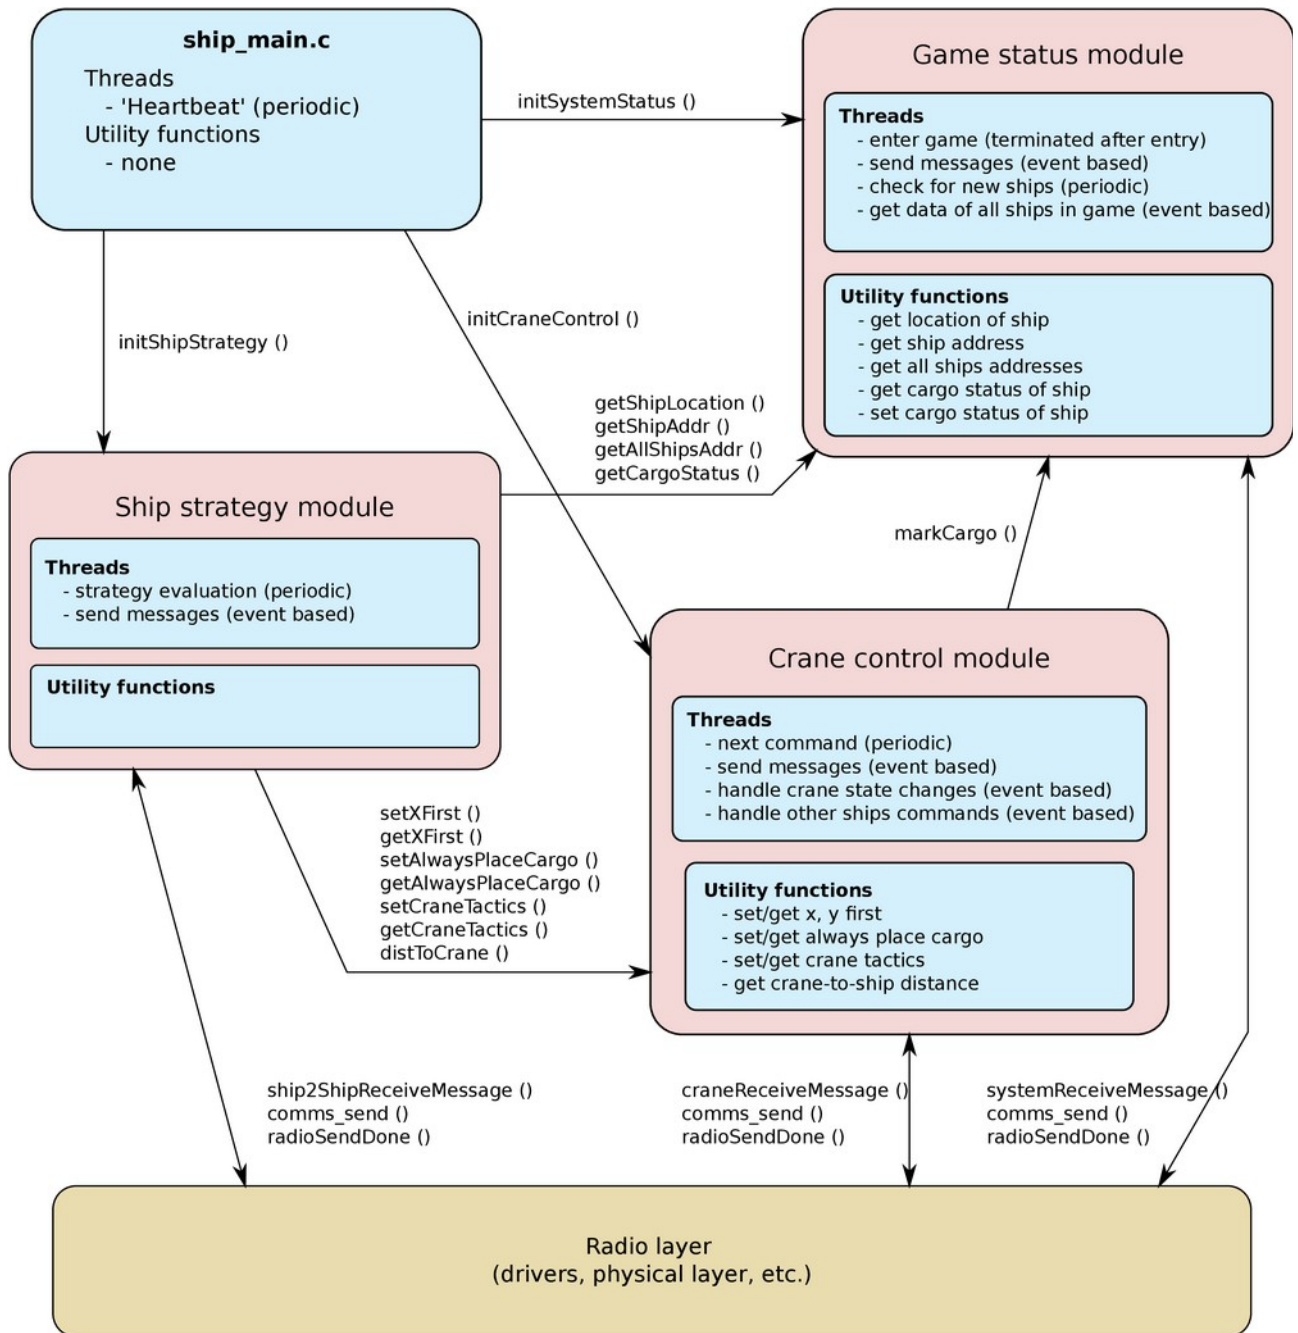 ship_main.c
Threads
- 'Heartbeat' (periodic)
Utility functions
- none
initSystemStatus ()
Game status module
Threads
- enter game (terminated after entry)
- send messages (event based)
- check for new ships (periodic)
- get data of all ships in game (event based)
Utility functions
- get location of ship
- get ship address
- get all ships addresses
- get cargo status of ship
- set cargo status of ship
initShipStrategy ()
initCraneControl ()
getShipLocation ()
getShipAddr ()
getAllShipsAddr ()
getCargoStatus ()
Ship strategy module
Threads
- strategy evaluation (periodic)
- send messages (event based)
Utility functions
markCargo ()
Crane control module
Threads
- next command (periodic)
- send messages (event based)
- handle crane state changes (event based)
- handle other ships commands (event based)
Utility functions
- set/get x, y first
- set/get always place cargo
- set/get crane tactics
- get crane-to-ship distance
setXFirst ()
getXFirst ()
setAlwaysPlaceCargo ()
getAlwaysPlaceCargo ()
setCraneTactics ()
getCraneTactics ()
distToCrane ()
ship2ShipReceiveMessage ()
comms_send ()
radioSendDone ()
craneReceiveMessage ()
comms_send ()
radioSendDone ()
systemReceiveMessage ()
comms_send ()
radioSendDone ()
Radio layer
(drivers, physical layer, etc.)